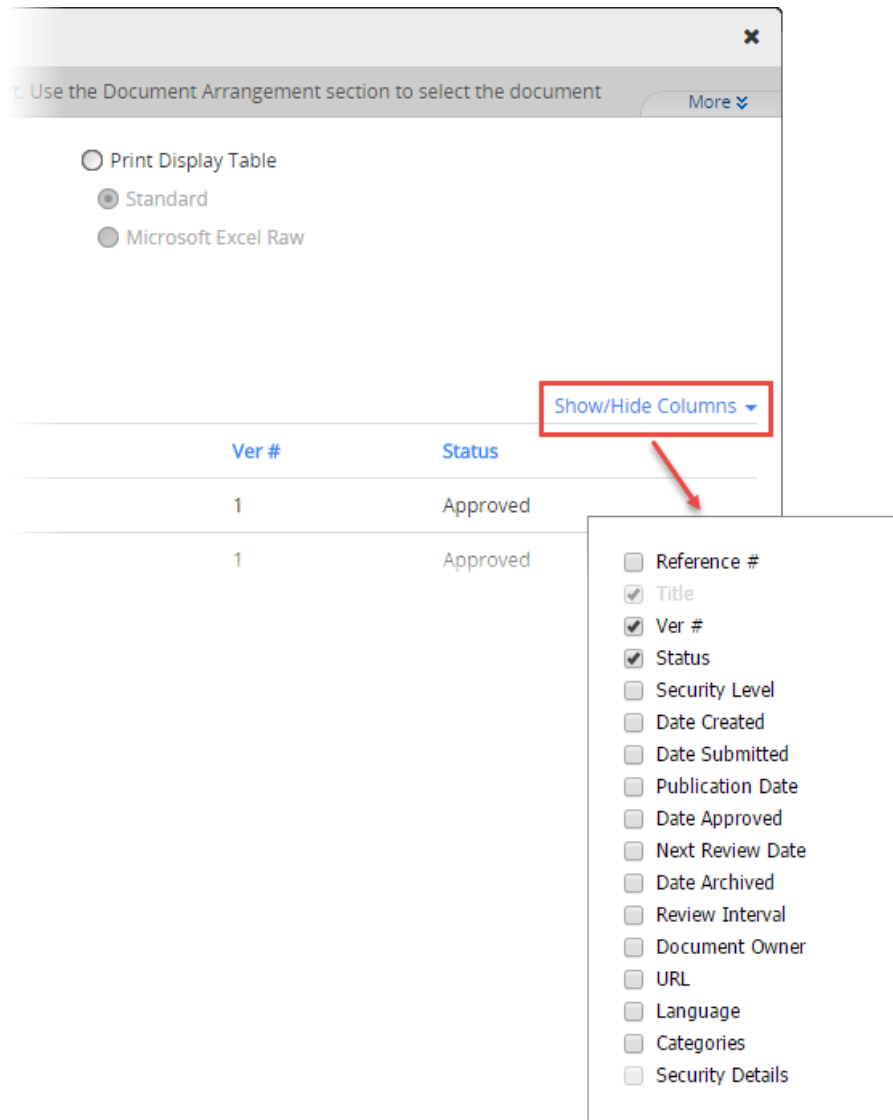 . Use the Document Arrangement section to select the document
More
Print Display Table
Standard
Microsoft Excel Raw
Show/Hide Columns
Ver # Status
1 Approved
1 Approved
Reference #
Title
Ver #
Status
Security Level
Date Created
Date Submitted
Publication Date
Date Approved
Next Review Date
Date Archived
Review Interval
Document Owner
URL
Language
Categories
Security Details